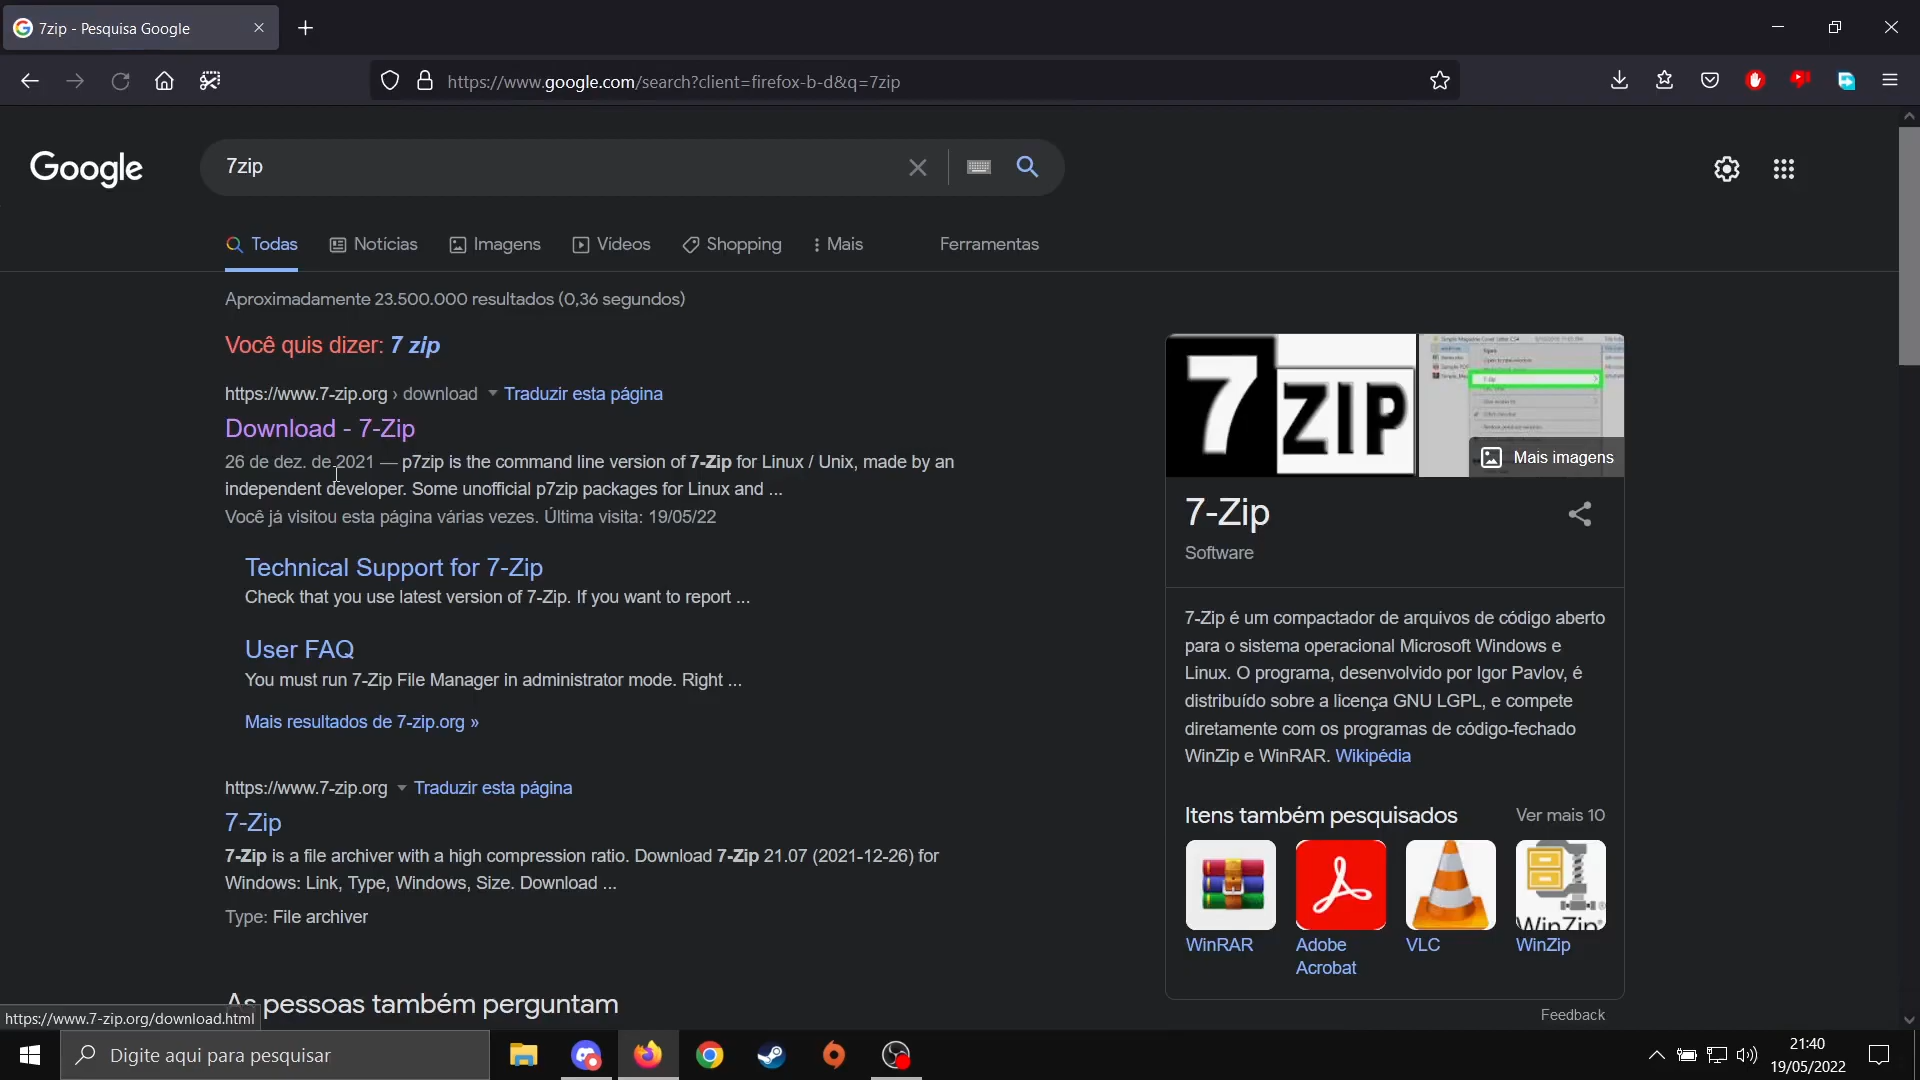 7zip - Pesquisa Google
https://www.google.com/search?client=firefox-b-d&q=7zip
Google
7zip
Todas
Notícias
Imagens
Vídeos
Shopping
Mais
Ferramentas
Aproximadamente 23.500.000 resultados (0,36 segundos)
Você quis dizer: 7 zip
https://www.7-zip.org › download Traduzir esta página
Download - 7-Zip
26 de dez. de 2021 — p7zip is the command line version of 7-Zip for Linux / Unix, made by an
independent developer. Some unofficial p7zip packages for Linux and ...
Você já visitou esta página várias vezes. Última visita: 19/05/22
Technical Support for 7-Zip
Check that you use latest version of 7-Zip. If you want to report ...
User FAQ
You must run 7-Zip File Manager in administrator mode. Right ...
Mais resultados de 7-zip.org »
https://www.7-zip.org Traduzir esta página
7-Zip
7-Zip is a file archiver with a high compression ratio. Download 7-Zip 21.07 (2021-12-26) for
Windows: Link, Type, Windows, Size. Download ...
Type: File archiver
As pessoas também perguntam
7 ZIP
Mais imagens
7-Zip
Software
7-Zip é um compactador de arquivos de código aberto
para o sistema operacional Microsoft Windows e
Linux. O programa, desenvolvido por Igor Pavlov, é
distribuído sobre a licença GNU LGPL, e compete
diretamente com os programas de código-fechado
WinZip e WinRAR. Wikipédia
Itens também pesquisados
Ver mais 10
WinZip
WinRAR
Adobe
Acrobat
VLC
WinZip
Feedback
https://www.7-zip.org/download.html
Digite aqui para pesquisar
21:40
19/05/2022